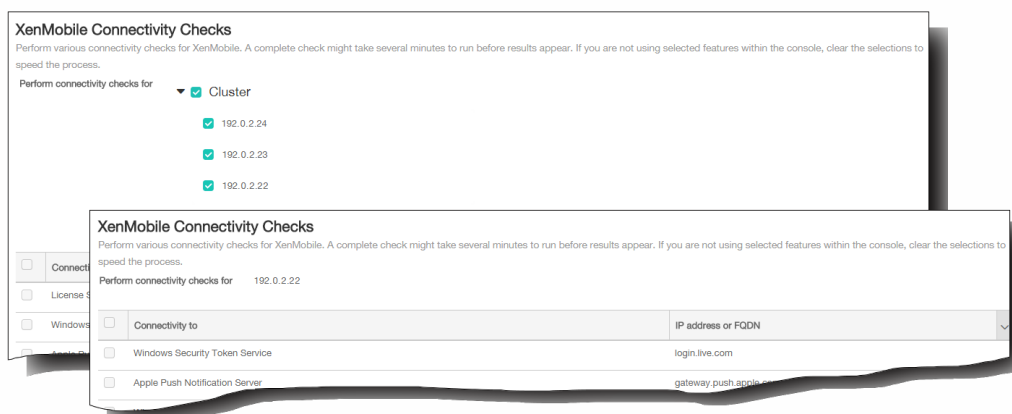 XenMobile Connectivity Checks
Perform various connectivity checks for XenMobile. A complete check might take several minutes to run before results appear. If you are not using selected features within the console, clear the selections to
speed the process.
Perform connectivity checks for
Cluster
192.0.2.24
192.0.2.23
192.0.2.22
License
Windows
XenMobile Connectivity Checks
Perform various connectivity checks for XenMobile. A complete check might take several minutes to run before results appear. If you are not using selected features within the console, clear the selections to
speed the process.
Perform connectivity checks for 192.0.2.22
Connectivity to IP address or FQDN
Windows Security Token Service login.live.com
Apple Push Notification Server gateway.push.apple